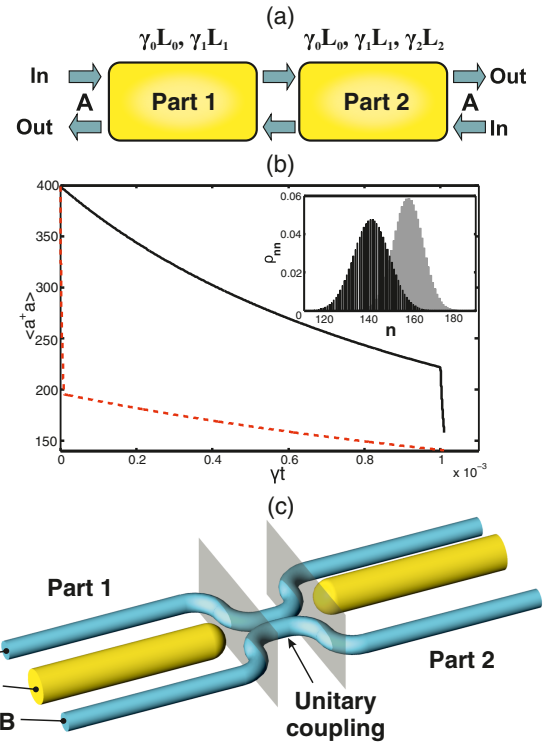 (a)
γ₀L₀, γ₁L₁ γ₀L₀, γ₁L₁, γ₂L₂
In Out
A Part 1 Part 2 A
Out In
(b)
400
350
300
250
200
150
<a⁺a>
0 0.2 0.4 0.6 0.8 1
x 10⁻³
γt
0.06
0.04
0.02
0
ρₙₙ
120 140 160 180
n
(c)
Part 1
Part 2
B
Unitary
coupling